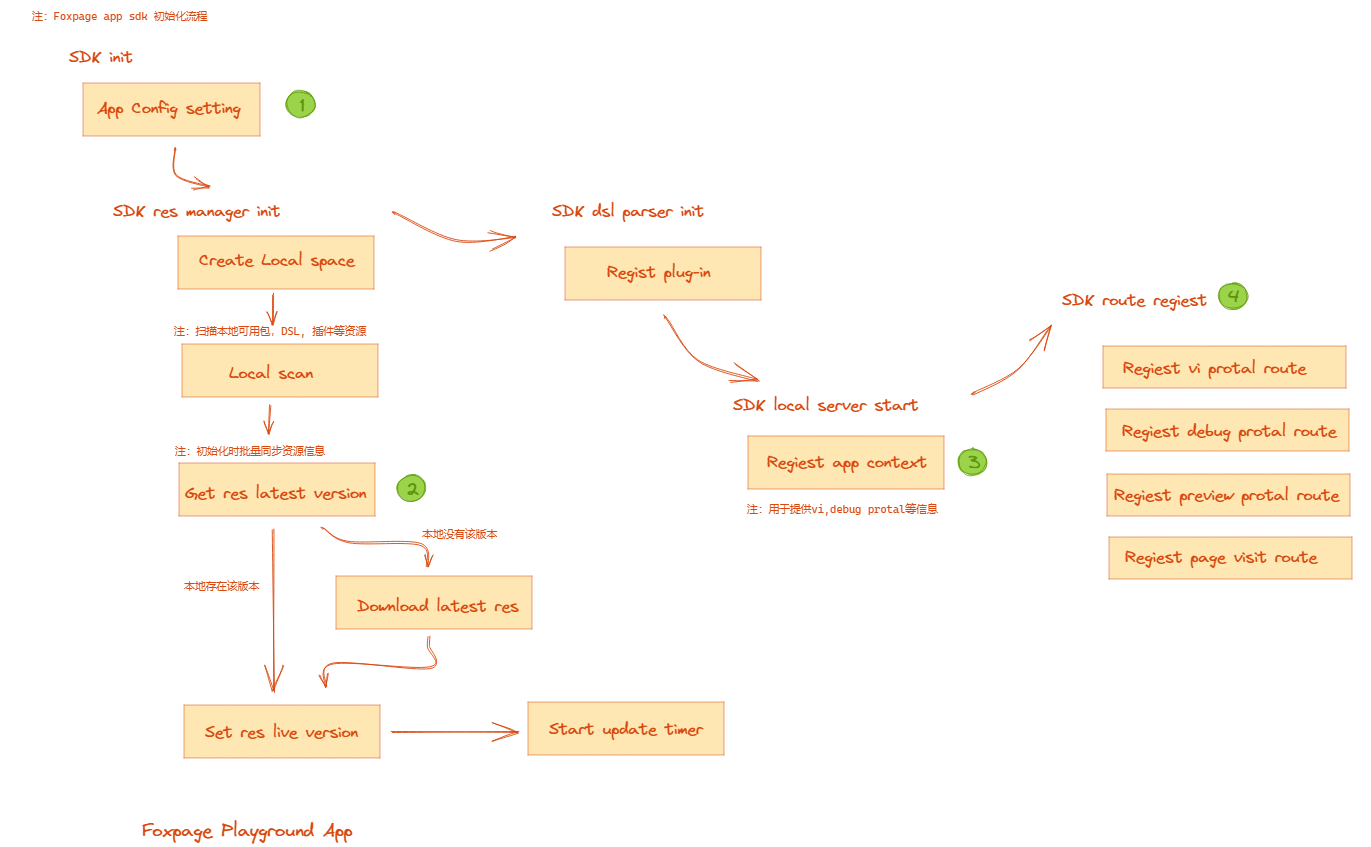 注: Foxpage app sdk 初始化流程
SDK init
App Config setting
1
SDK res manager init
Create Local space
注: 扫描本地可用包, DSL, 插件等资源
Local scan
注: 初始化时批量同步资源信息
Get res latest version
2
本地没有该版本
本地存在该版本
Download latest res
Set res live version
Start update timer
SDK dsl parser init
Regist plug-in
SDK local server start
Regiest app context
3
注: 用于提供vi,debug protal等信息
SDK route regiest
4
Regiest vi protal route
Regiest debug protal route
Regiest preview protal route
Regiest page visit route
Foxpage Playground App